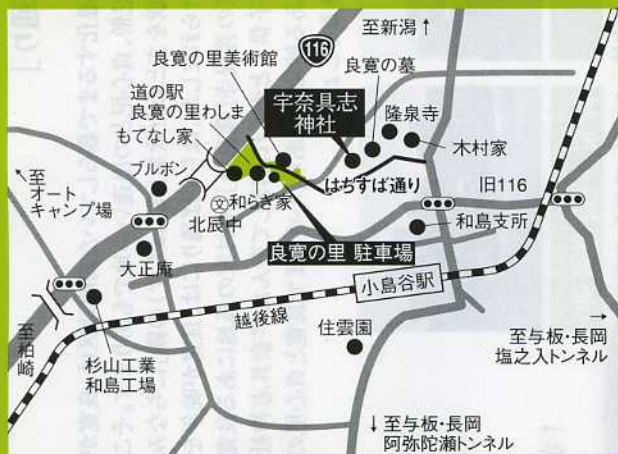 至新潟↑
116
良寛の里美術館
良寛の墓
道の駅
良寛の里わしま
宇奈具志
神社
隆泉寺
もてなし家
木村家
ブルボン
はちすば通り
旧116
↖至
オート
キャンプ場
文
和らぎ家
北辰中
和島支所
良寛の里 駐車場
大正庵
小島谷駅
越後線
至柏崎
住雲園
杉山工業
和島工場
→
至与板・長岡
塩之入トンネル
↓至与板・長岡
阿弥陀瀬トンネル